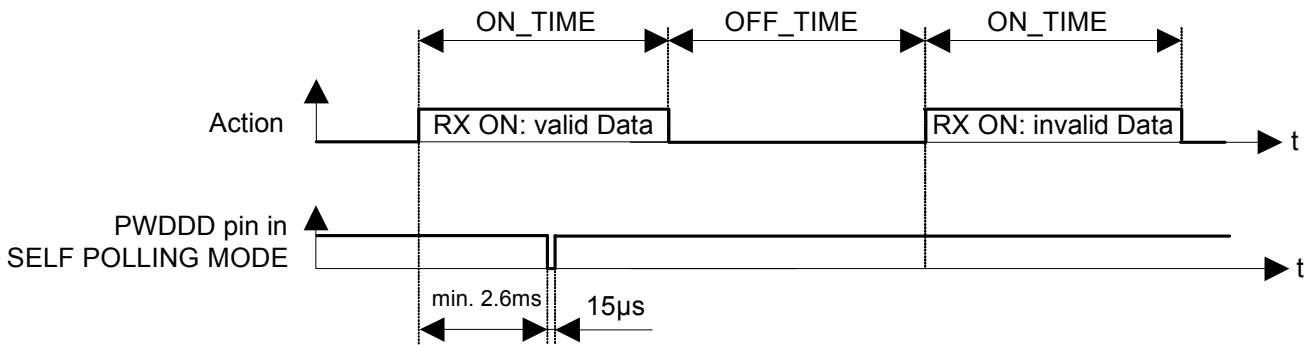 ON_TIME OFF_TIME ON_TIME
Action
RX ON: valid Data RX ON: invalid Data
t
PWDDD pin in
SELF POLLING MODE
t
min. 2.6ms
15µs